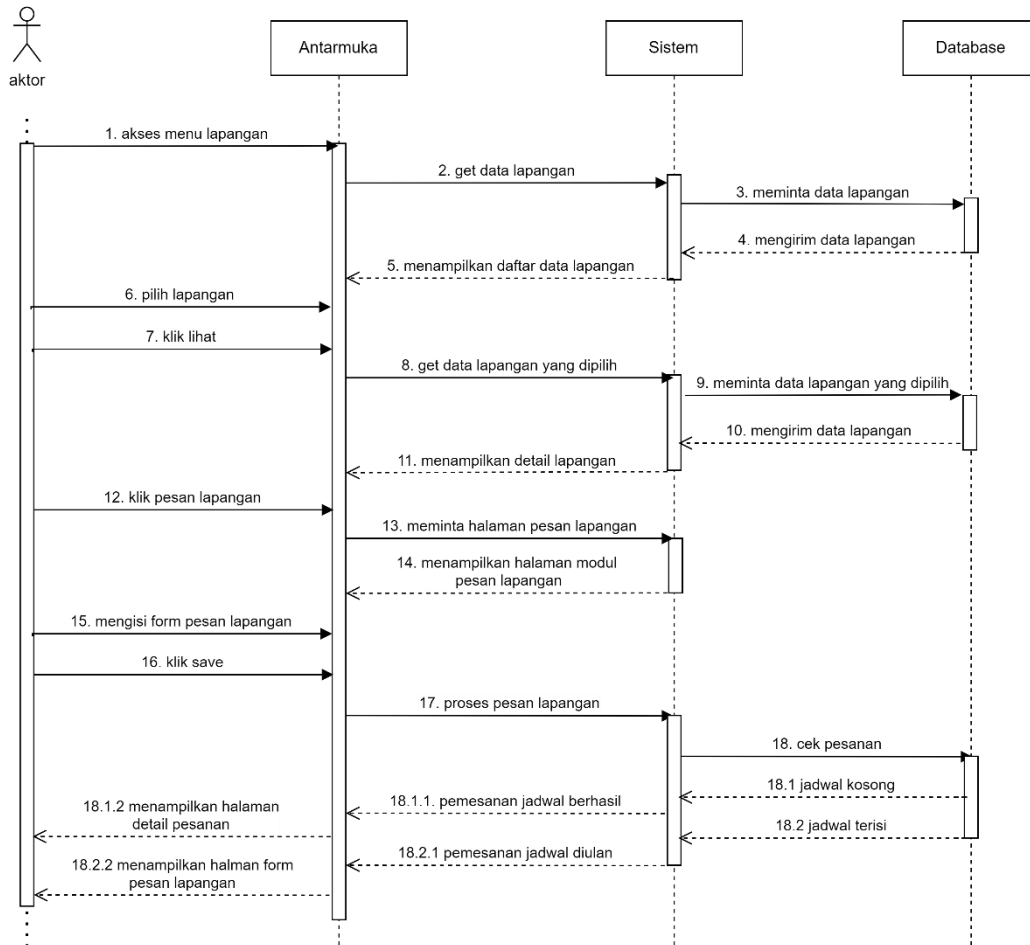 Antarmuka
Sistem
Database
aktor
1. akses menu lapangan
2. get data lapangan
3. meminta data lapangan
4. mengirim data lapangan
5. menampilkan daftar data lapangan
6. pilih lapangan
7. klik lihat
8. get data lapangan yang dipilih
9. meminta data lapangan yang dipilih
10. mengirim data lapangan
11. menampilkan detail lapangan
12. klik pesan lapangan
13. meminta halaman pesan lapangan
14. menampilkan halaman modul
pesan lapangan
15. mengisi form pesan lapangan
16. klik save
17. proses pesan lapangan
18. cek pesanan
18.1 jadwal kosong
18.1.1. pemesanan jadwal berhasil
18.1.2 menampilkan halaman
detail pesanan
18.2 jadwal terisi
18.2.1 pemesanan jadwal diulan
18.2.2 menampilkan halman form
pesan lapangan